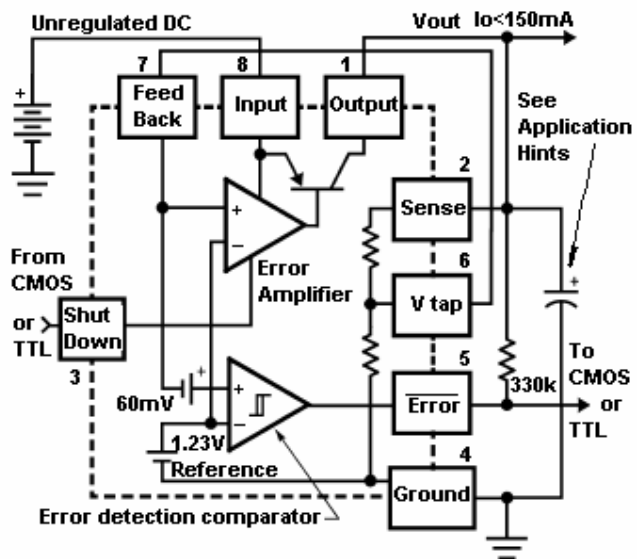 Unregulated DC
Vout Io<150mA
7
8
1
Feed
Back
Input
Output
See
Application
Hints
2
Sense
+
+
−
Error
Amplifier
6
V tap
+
From
CMOS
or
TTL
Shut
Down
3
5
Error
330k
To
CMOS
or
TTL
60mV
+
+
−
1.23V
Reference
4
Ground
Error detection comparator